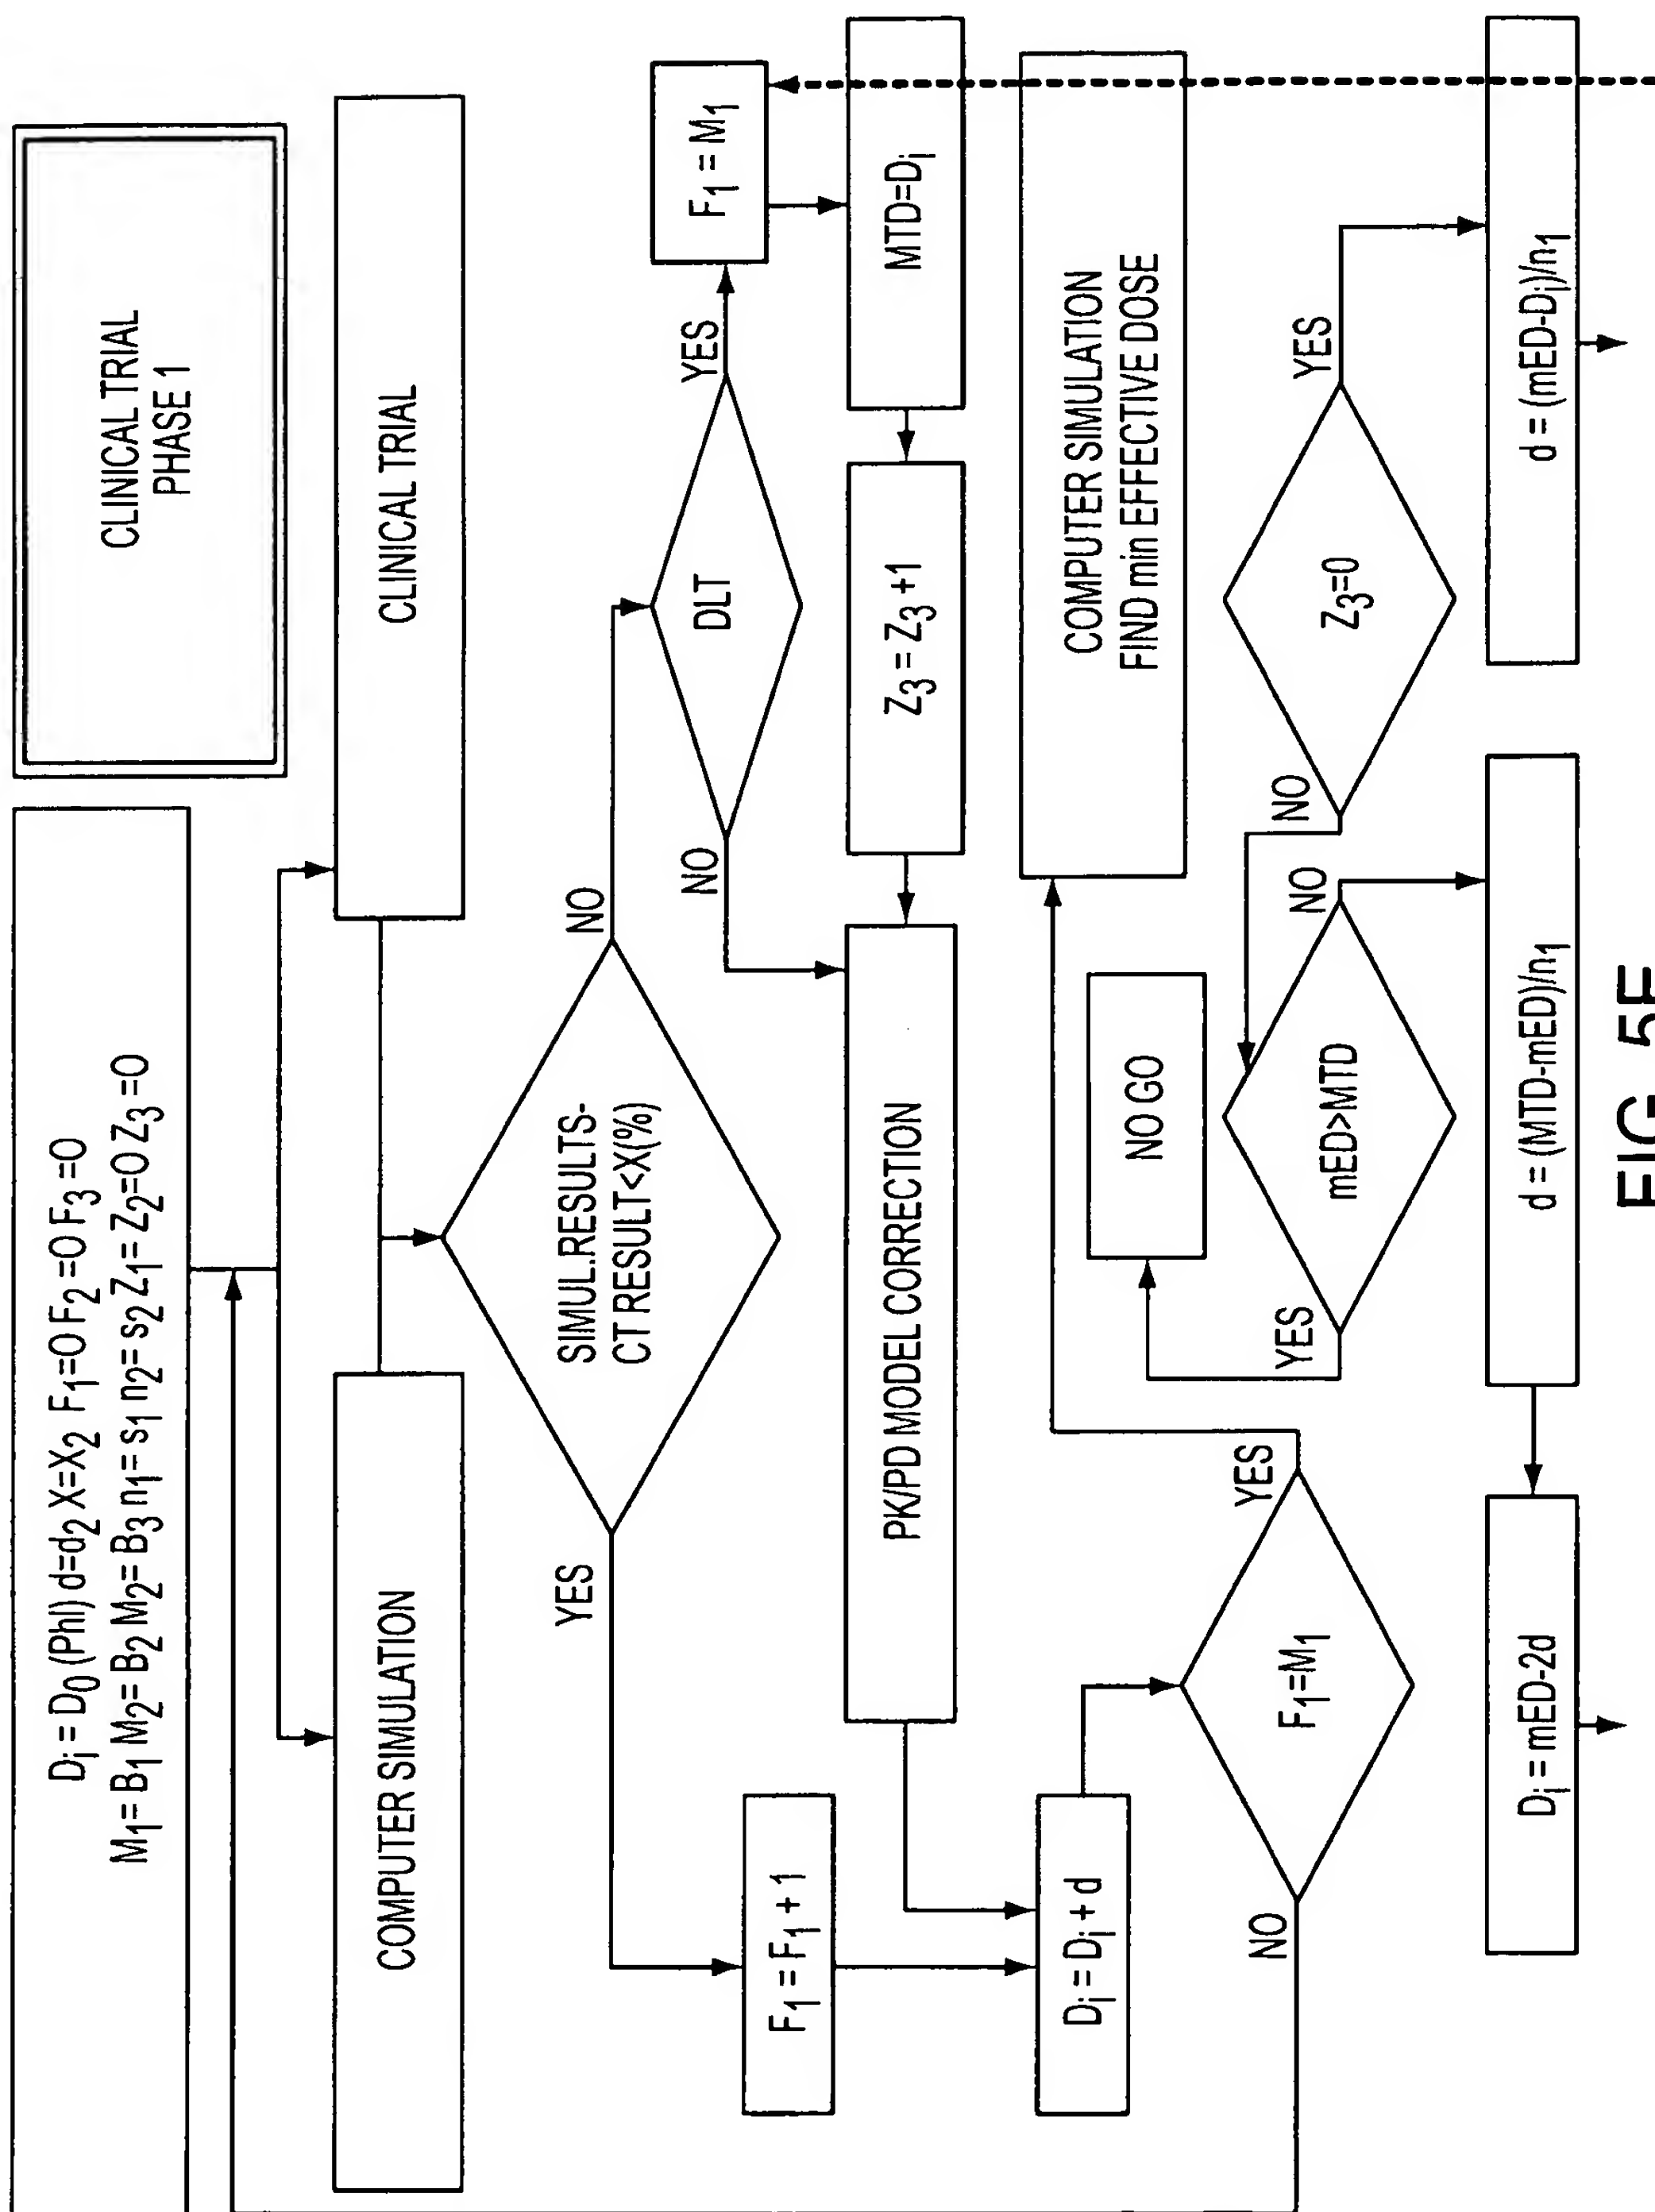 CLINICAL TRIAL
PHASE 1
Di = D0 (PhI) d=d2 X=X2 F1=0 F2=0 F3=0
M1= B1 M2= B2 M2= B3 n1= s1 n2= s2 Z1= Z2=0 Z3=0
COMPUTER SIMULATION
CLINICAL TRIAL
SIMUL.RESULTS-
CT RESULT<X(%)
YES
NO
DLT
NO
YES
F1 = M1
F1 = F1 + 1
PK/PD MODEL CORRECTION
Z3 = Z3 +1
MTD=Di
Di = Di + d
COMPUTER SIMULATION
FIND min EFFECTIVE DOSE
NO GO
F1=M1
NO
YES
mED>MTD
YES
NO
Z3=0
NO
YES
Di = mED-2d
d = (MTD-mED)/n1
d = (mED-Di)/n1